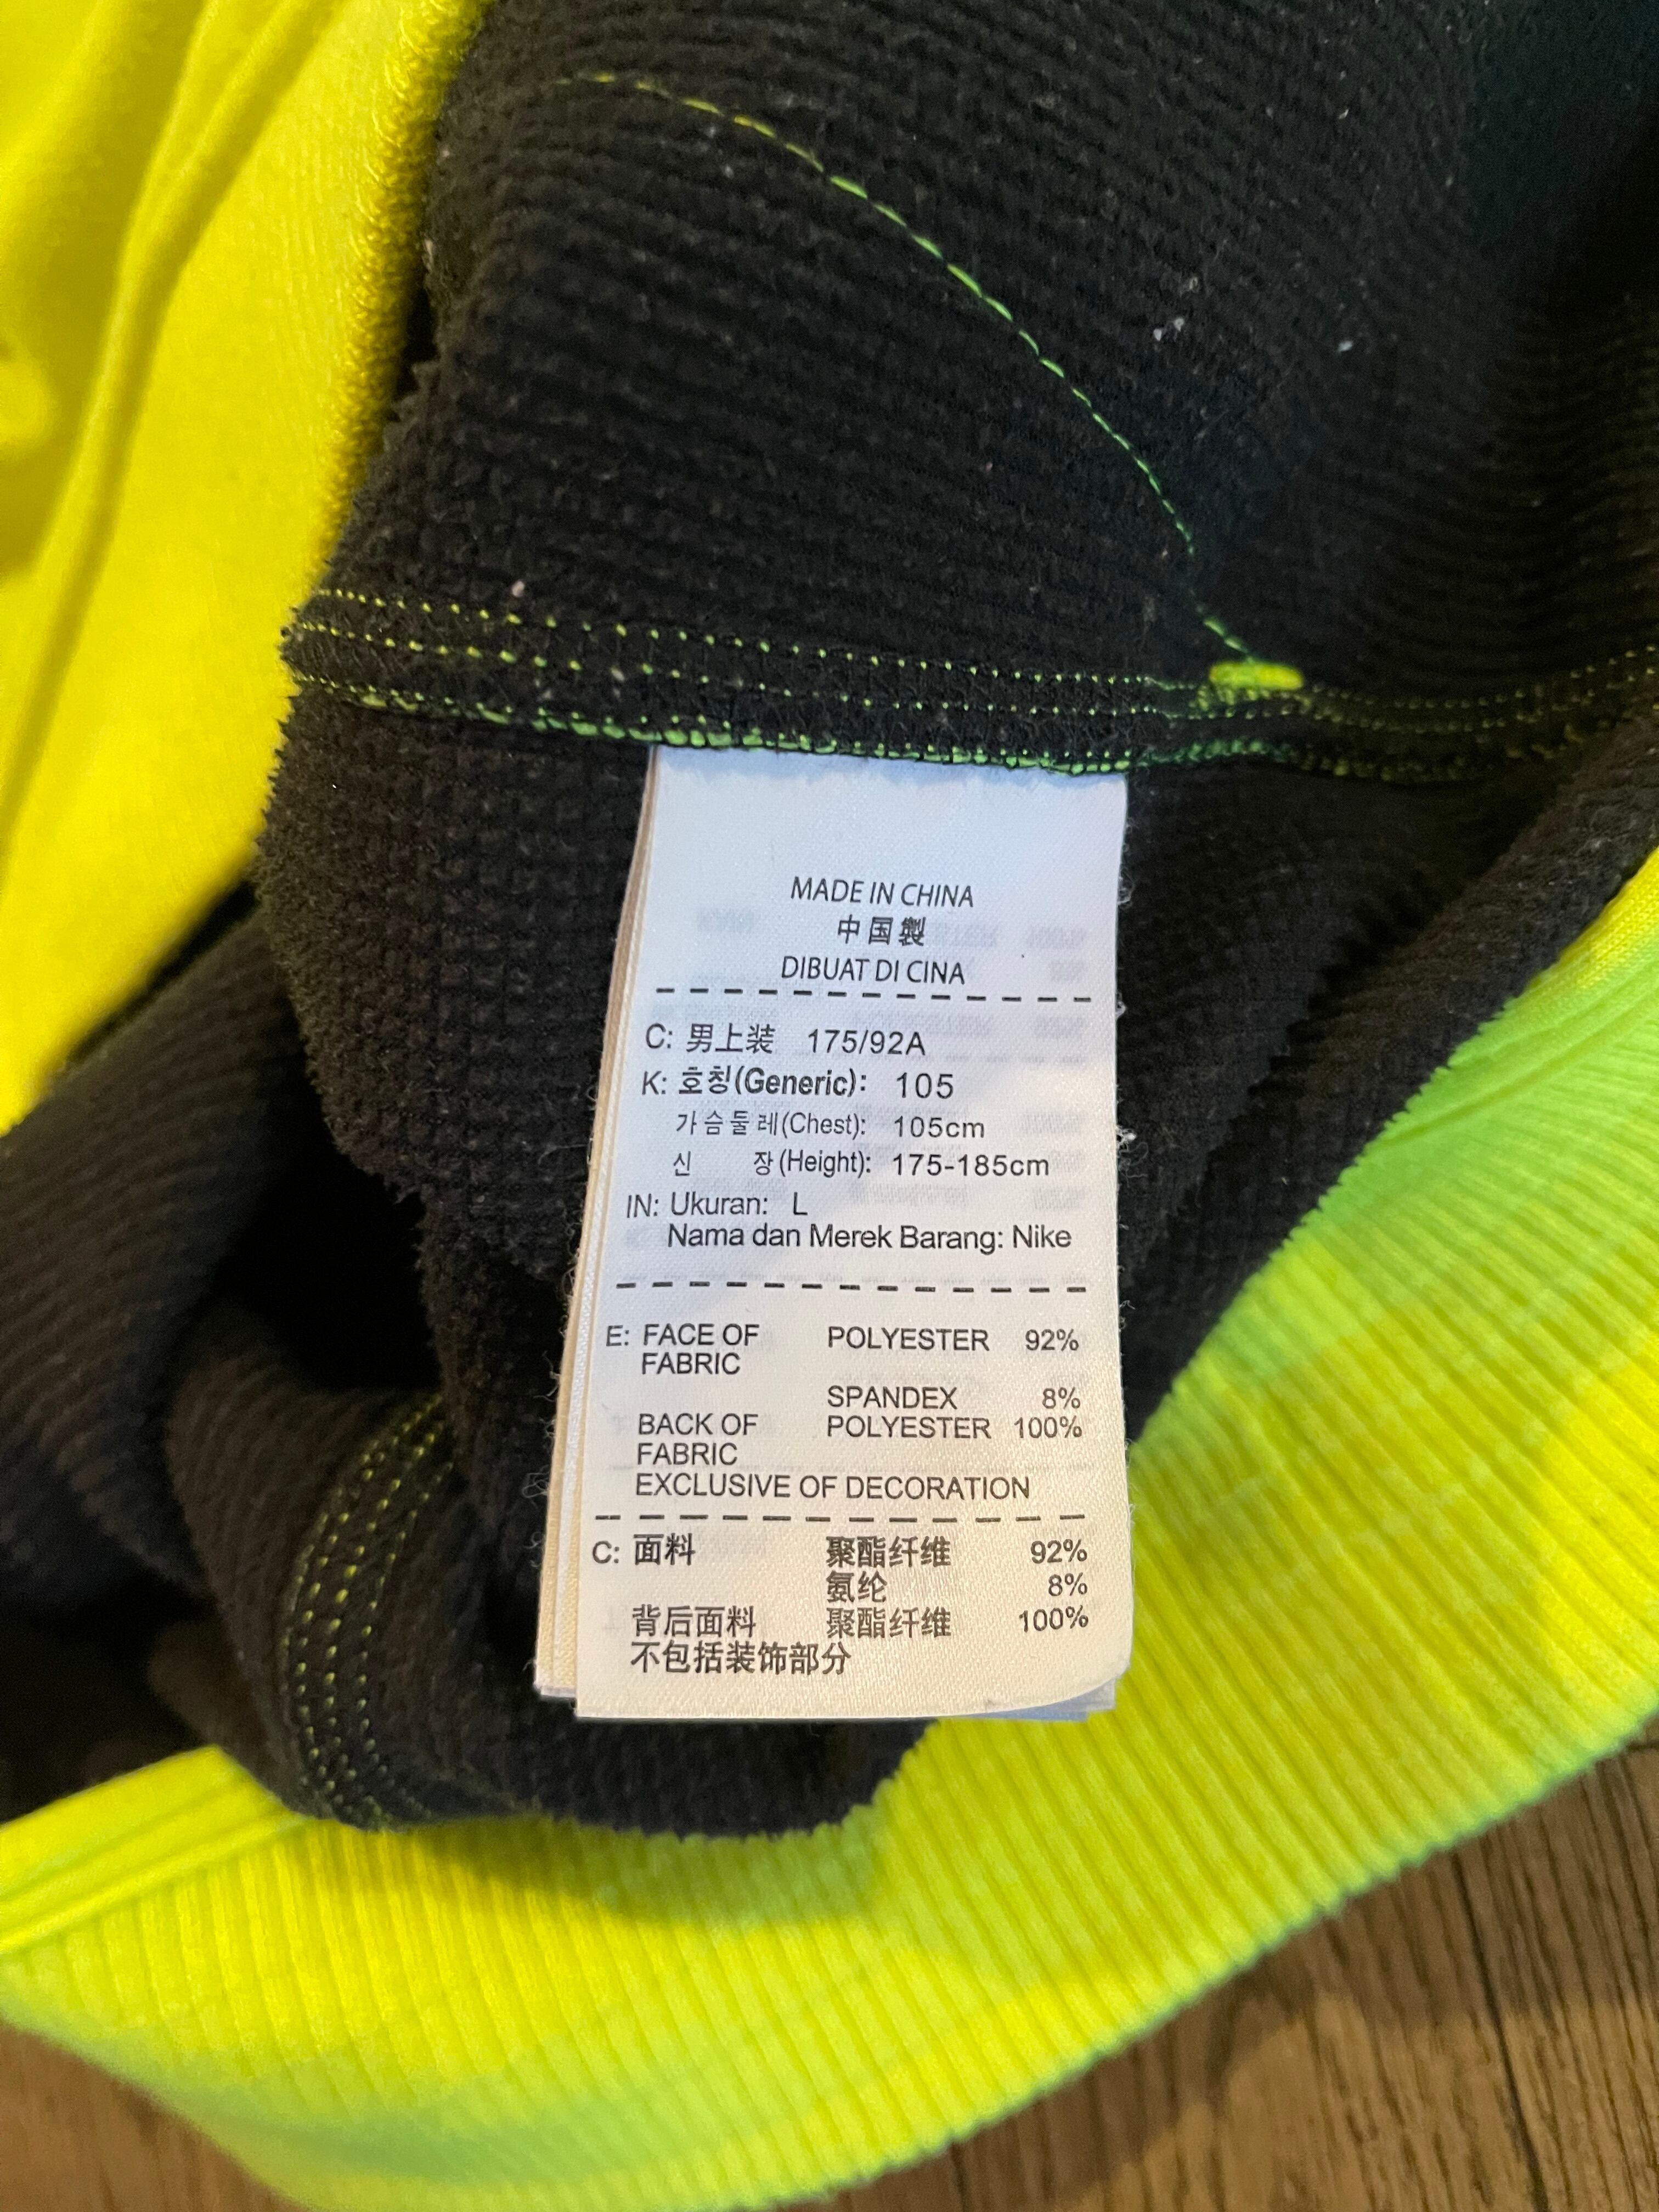 MADE IN CHINA
中国製
DIBUAT DI CINA
C: 男上装 175/92A
K: 호칭(Generic): 105
가슴둘레(Chest): 105cm
신 장(Height): 175-185cm
IN: Ukuran: L
Nama dan Merek Barang: Nike
E: FACE OF POLYESTER 92%
FABRIC
SPANDEX 8%
BACK OF POLYESTER 100%
FABRIC
EXCLUSIVE OF DECORATION
C: 面料 聚酯纤维 92%
氨纶 8%
背后面料 聚酯纤维 100%
不包括装饰部分